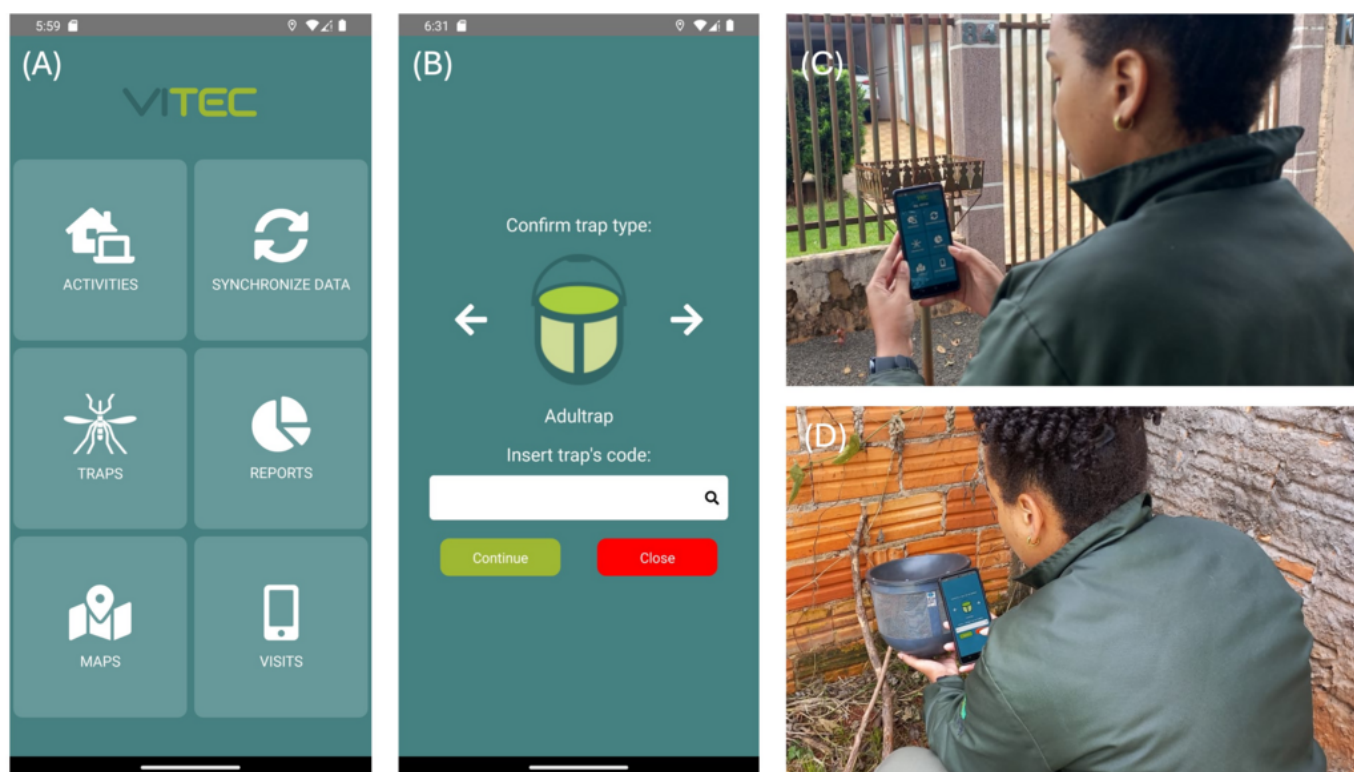 5:59
(A)
VITEC
ACTIVITIES
SYNCHRONIZE DATA
TRAPS
REPORTS
MAPS
VISITS
6:31
(B)
Confirm trap type:
Adultrap
Insert trap's code:
Continue
Close
(C)
84
(D)